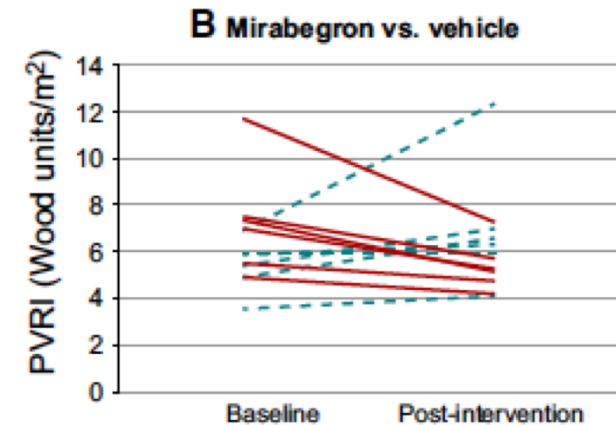 B Mirabegron vs. vehicle
PVRI (Wood units/m²)
14
12
10
8
6
4
2
0
Baseline Post-intervention